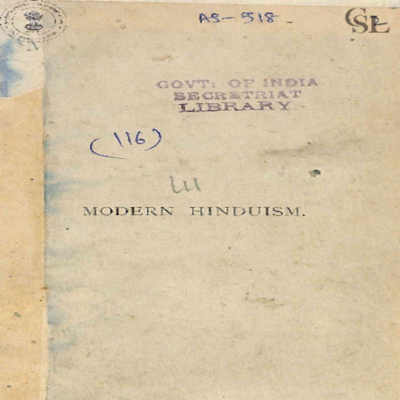 AS-518
CSL
GOVT: OF INDIA
SECRETRIAT
LIBRARY
(116)
MODERN HINDUISM.